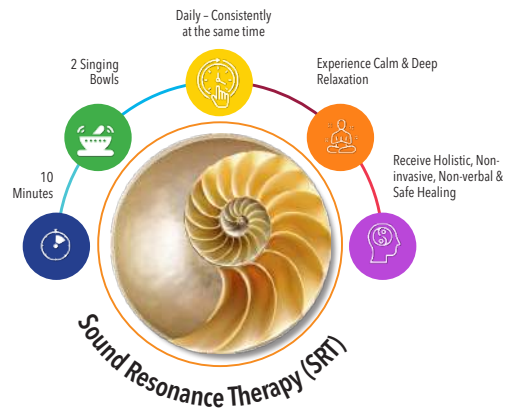 10
Minutes
2 Singing
Bowls
Daily – Consistently
at the same time
Experience Calm & Deep
Relaxation
Receive Holistic, Non-
invasive, Non-verbal &
Safe Healing
Sound Resonance Therapy (SRT)